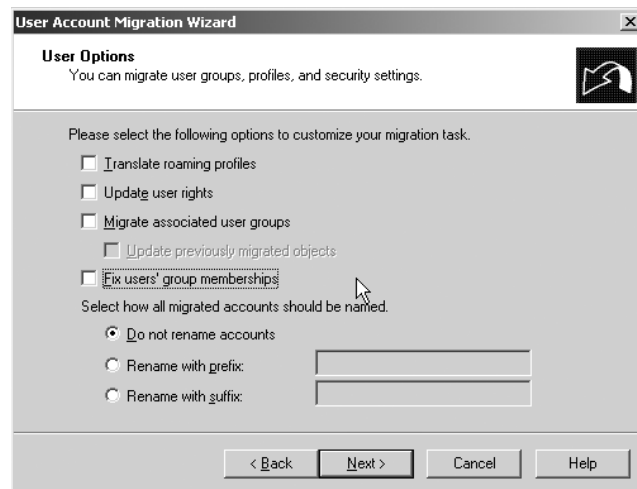 User Account Migration Wizard
User Options
You can migrate user groups, profiles, and security settings.
Please select the following options to customize your migration task.
Translate roaming profiles
Update user rights
Migrate associated user groups
Update previously migrated objects
Fix users' group memberships
Select how all migrated accounts should be named.
Do not rename accounts
Rename with prefix:
Rename with suffix:
< Back Next > Cancel Help